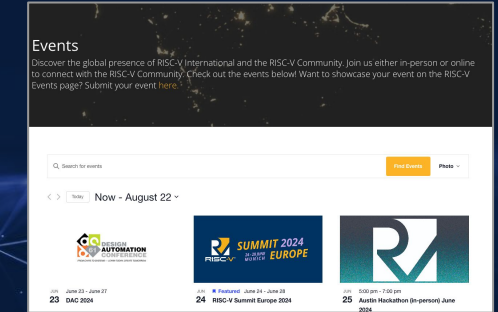 Events
Discover the global presence of RISC-V International and the RISC-V Community. Join us either in-person or online
to connect with the RISC-V Community. Check out the events below! Want to showcase your event on the RISC-V
Events page? Submit your event here.
Search for events
Find Events
Photo
Today
Now - August 22
DESIGN
AUTOMATION
CONFERENCE
RISC-V
SUMMIT 2024
24-28 JUNE
MUNICH
EUROPE
JUN
23
June 23 - June 27
DAC 2024
JUN
24
Featured June 24 - June 28
RISC-V Summit Europe 2024
JUN
25
5:00 pm - 7:00 pm
Austin Hackathon (in-person) June
2024